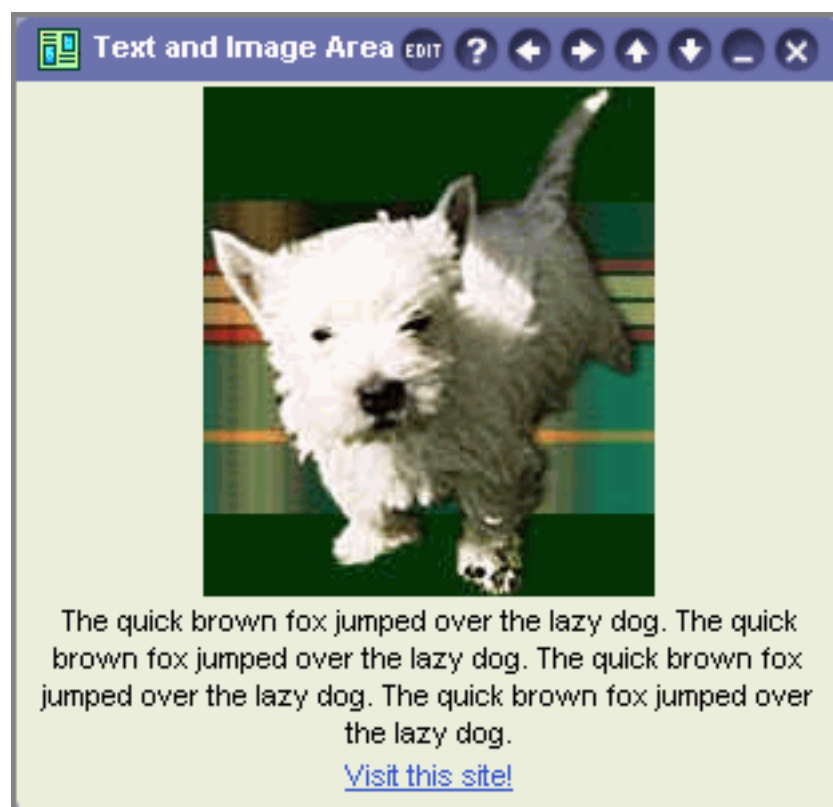 Text and Image Area EDIT ?
The quick brown fox jumped over the lazy dog. The quick
brown fox jumped over the lazy dog. The quick brown fox
jumped over the lazy dog. The quick brown fox jumped over
the lazy dog.
Visit this site!